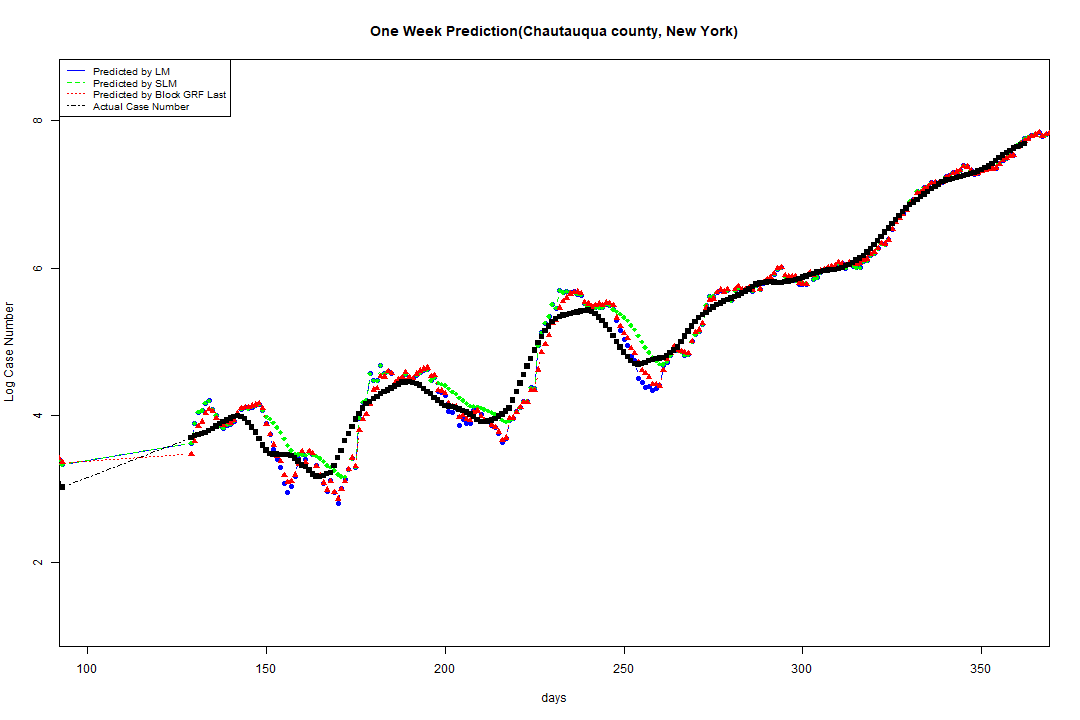 One Week Prediction(Chautauqua county, New York)
Predicted by LM
Predicted by SLM
Predicted by Block GRF Last
Actual Case Number
8
6
4
2
Log Case Number
100 150 200 250 300 350
days